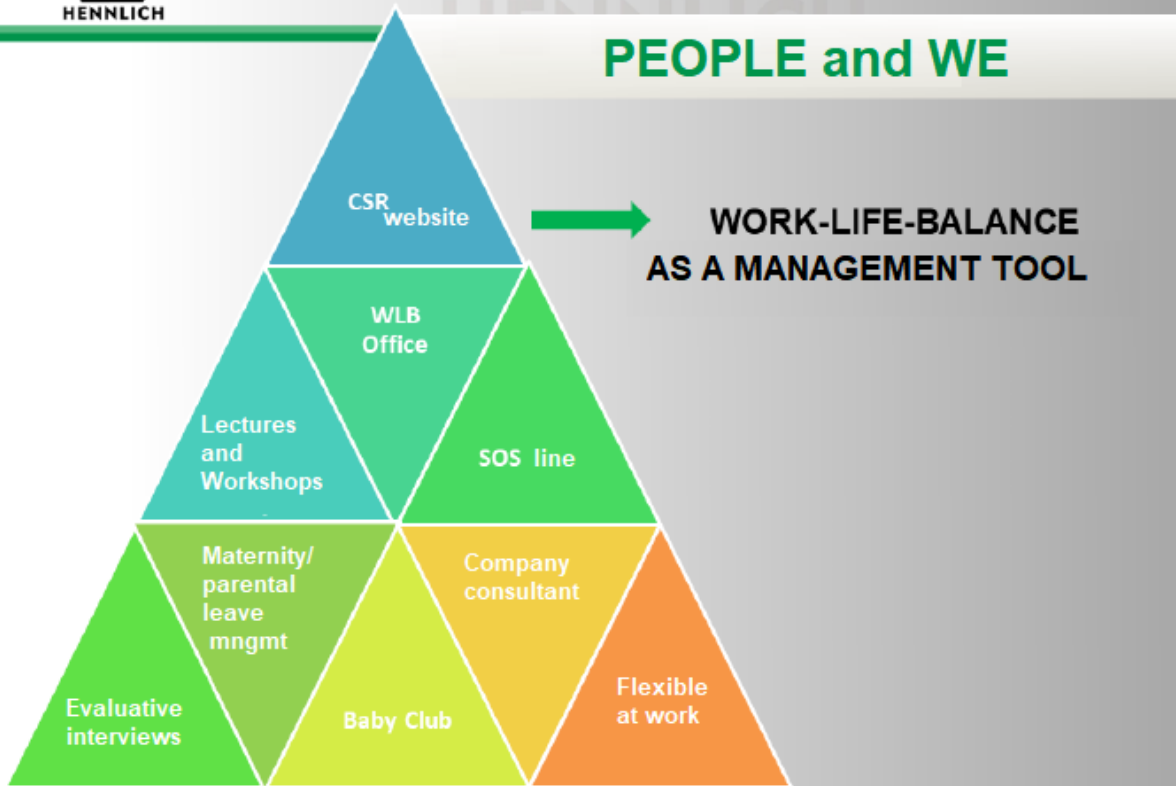 HENNLICH
PEOPLE and WE
CSR
website
WORK-LIFE-BALANCE
AS A MANAGEMENT TOOL
WLB
Office
Lectures
and
Workshops
SOS line
Maternity/
parental
leave
mngmt
Company
consultant
Evaluative
interviews
Baby Club
Flexible
at work